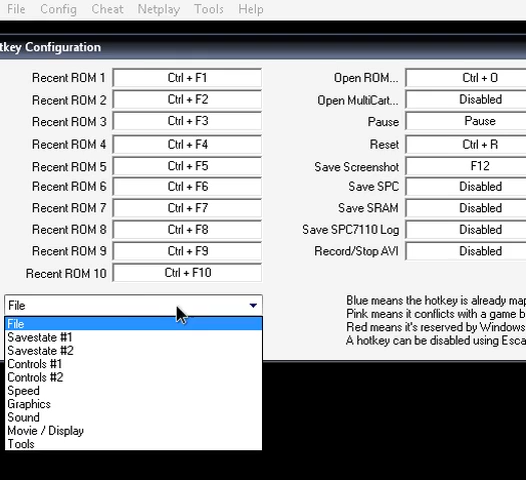 File Config Cheat Netplay Tools Help
tkey Configuration
Recent ROM 1 Ctrl + F1 Open ROM... Ctrl + O
Recent ROM 2 Ctrl + F2 Open MultiCart... Disabled
Recent ROM 3 Ctrl + F3 Pause Pause
Recent ROM 4 Ctrl + F4 Reset Ctrl + R
Recent ROM 5 Ctrl + F5 Save Screenshot F12
Recent ROM 6 Ctrl + F6 Save SPC Disabled
Recent ROM 7 Ctrl + F7 Save SRAM Disabled
Recent ROM 8 Ctrl + F8 Save SPC7110 Log Disabled
Recent ROM 9 Ctrl + F9 Record/Stop AVI Disabled
Recent ROM 10 Ctrl + F10
File
Blue means the hotkey is already map
Pink means it conflicts with a game b
Red means it's reserved by Windows
A hotkey can be disabled using Esca
File
Savestate #1
Savestate #2
Controls #1
Controls #2
Speed
Graphics
Sound
Movie / Display
Tools